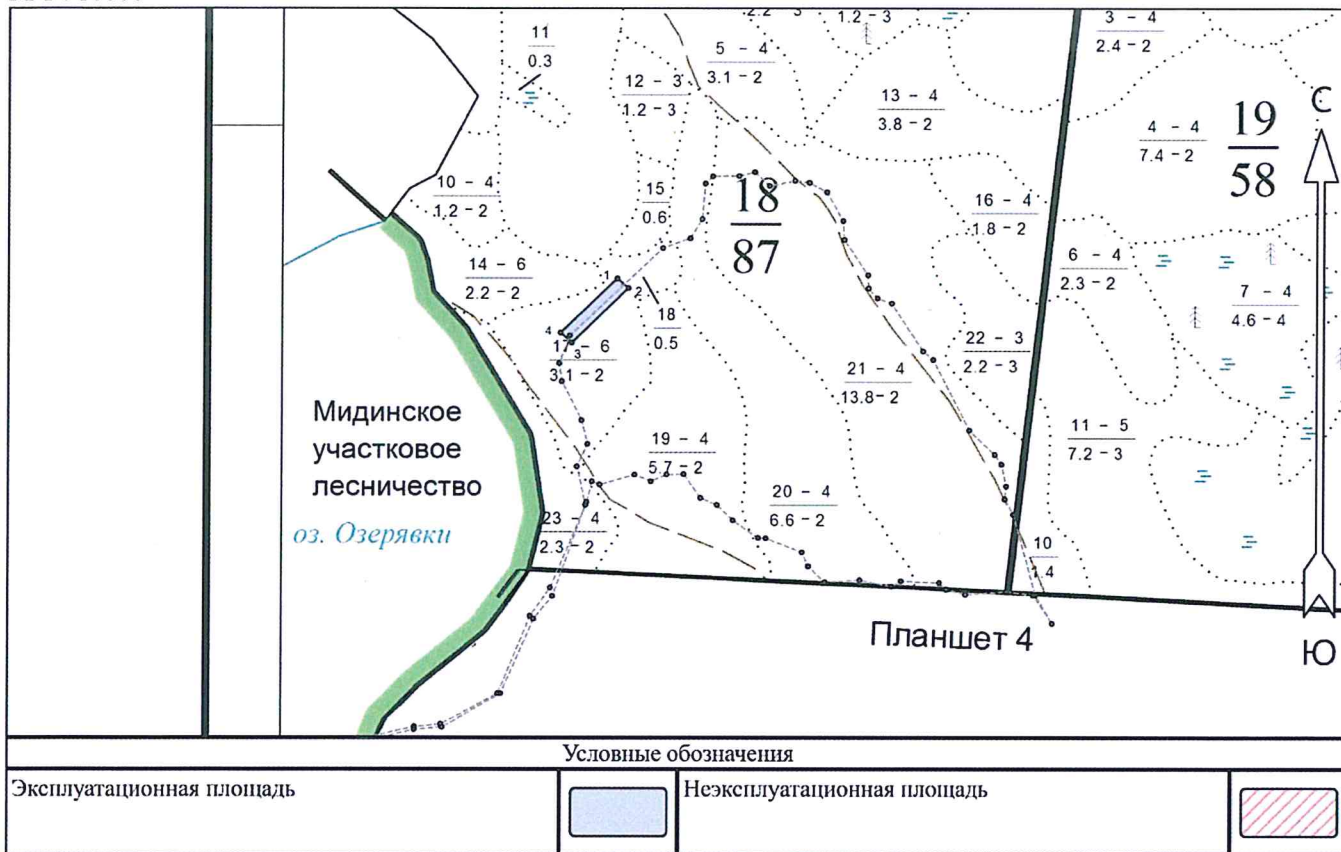 1.2 - 3
11
0.3
5 - 4
3.1 - 2
3 - 4
2.4 - 2
12 - 3
1.2 - 3
13 - 4
3.8 - 2
4 - 4
7.4 - 2
19
58
С
10 - 4
1.2 - 2
15
0.6
18
87
16 - 4
1.8 - 2
14 - 6
2.2 - 2
6 - 4
2.3 - 2
7 - 4
4.6 - 4
1
2
4
3
18
0.5
17 - 6
3.1 - 2
22 - 3
2.2 - 3
21 - 4
13.8 - 2
Мидинское
участковое
лесничество
оз. Озерявки
19 - 4
5.7 - 2
11 - 5
7.2 - 3
20 - 4
6.6 - 2
23 - 4
2.3 - 2
10
Планшет 4
Ю
Условные обозначения
Эксплуатационная площадь
Неэксплуатационная площадь